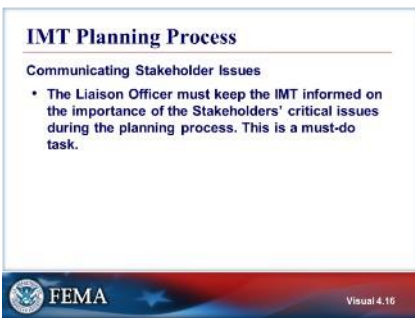 IMT Planning Process
Communicating Stakeholder Issues
• The Liaison Officer must keep the IMT informed on
the importance of the Stakeholders' critical issues
during the planning process. This is a must-do
task.
FEMA
Visual 4.16